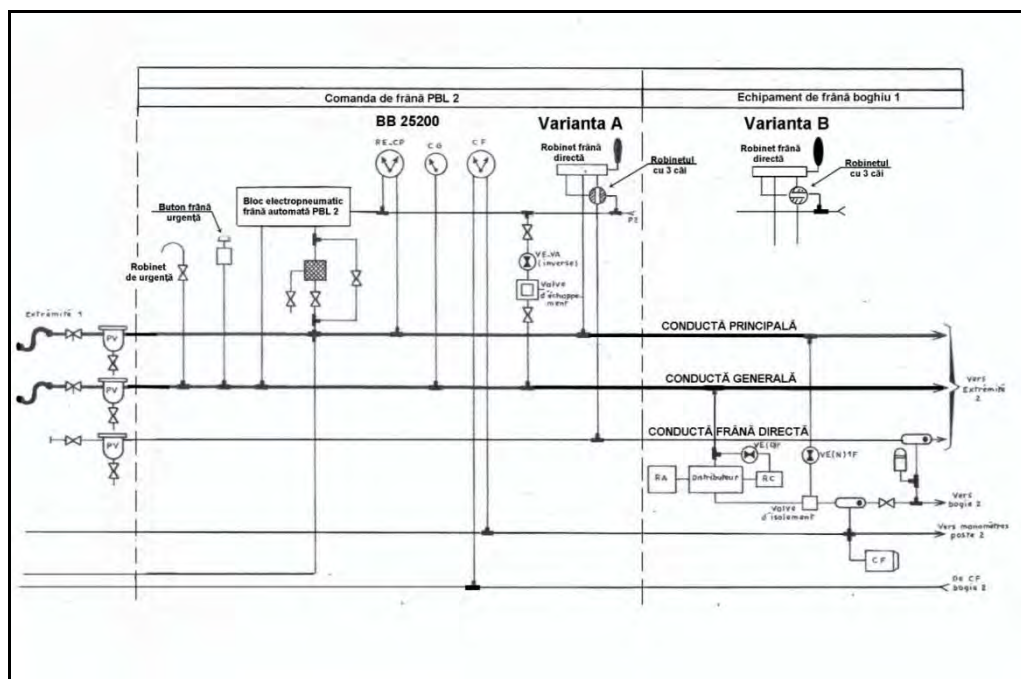 Comanda de frână PBL 2
Echipament de frână boghiu 1
BB 25200
Varianta A
Varianta B
RE_CP
CG
CF
Robinet frână
directă
Robinetul
cu 3 căi
Robinet frână
directă
Robinetul
cu 3 căi
Bloc electropneumatic
frână automată PBL 2
Buton frână
urgență
Robinet
de urgență
P2
VE_VA
(inverse)
Valve
d'échappe
ment
Extrémité 1
PV
CONDUCTĂ PRINCIPALĂ
PV
CONDUCTĂ GENERALĂ
Vers
Extrémité
2
PV
CONDUCTĂ FRÂNĂ DIRECTĂ
VE(N)1F
RA
Distributeur
RC
Valve
d'isolement
Vers
bogie 2
Vers manomètres
poste 2
CF
De CF
bogie 2